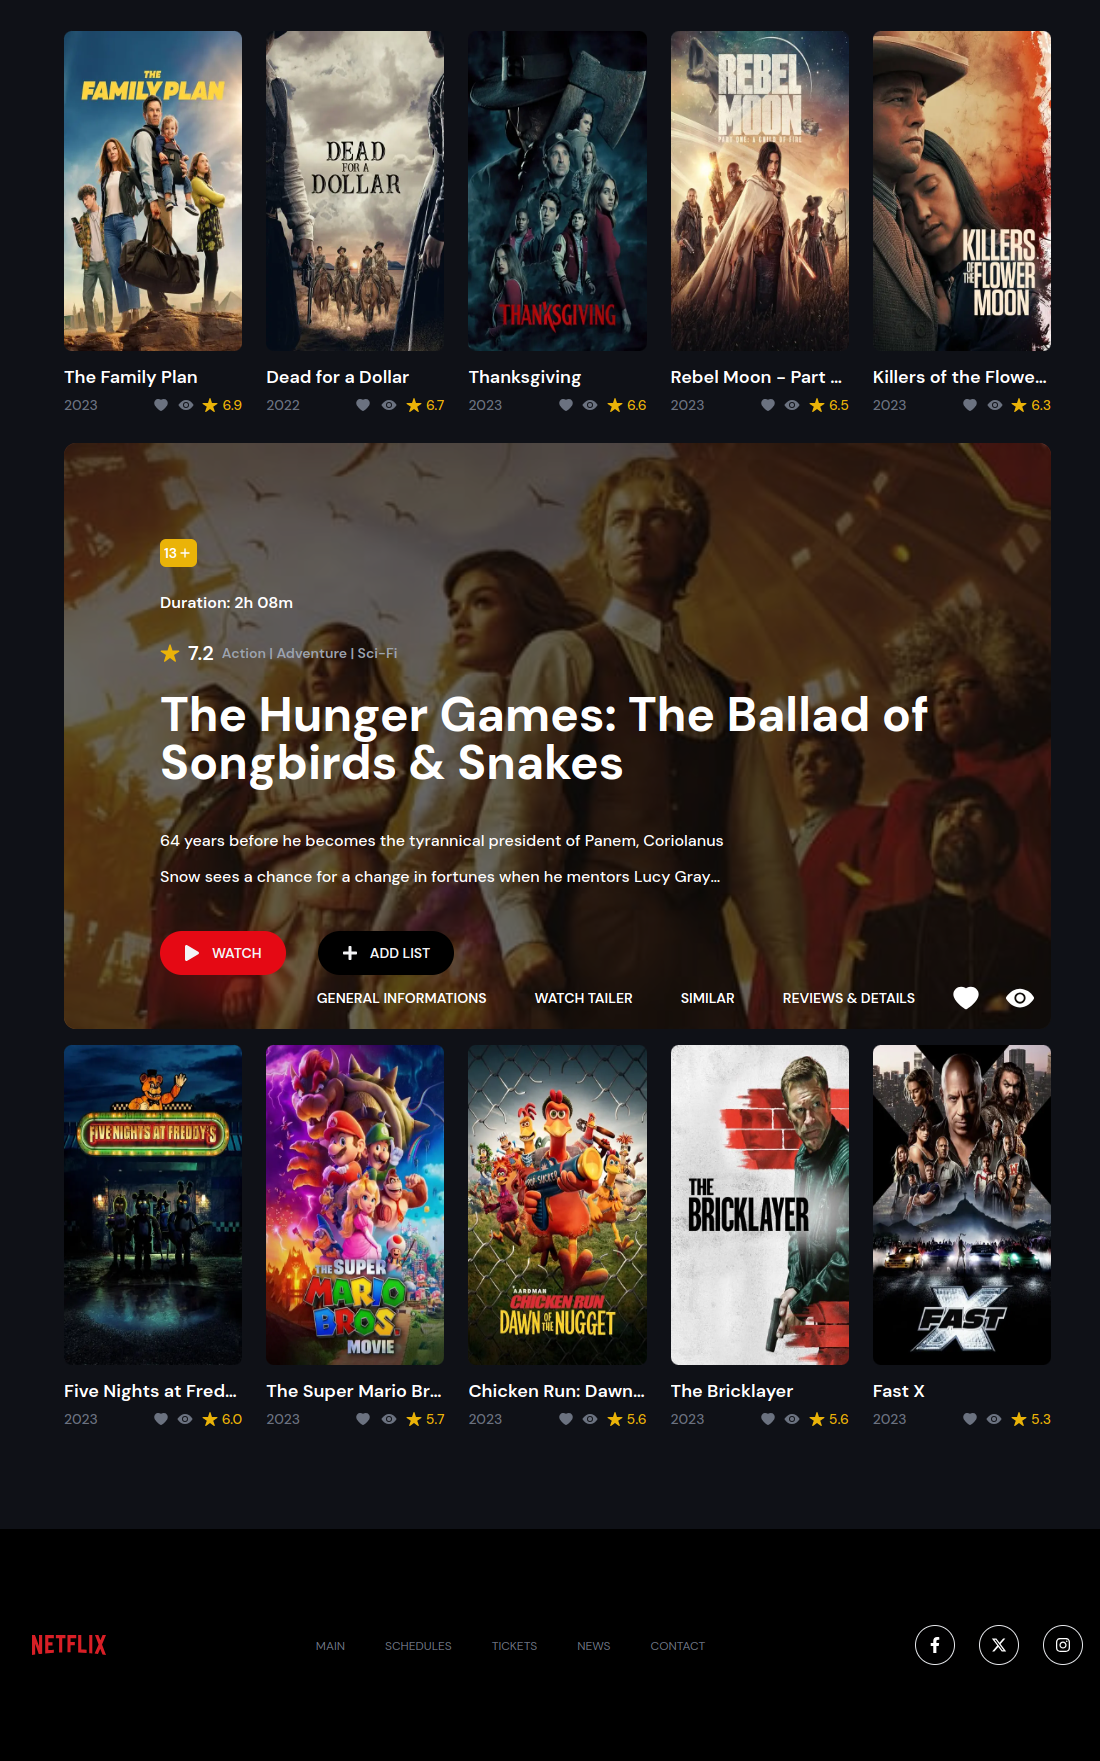 THE
FAMILY PLAN
DEAD
FOR A
DOLLAR
THANKSGIVING
REBEL
MOON
PART ONE: A CHILD OF FIRE
KILLERS
OF THE FLOWER
MOON
The Family Plan
2023 6.9
Dead for a Dollar
2022 6.7
Thanksgiving
2023 6.6
Rebel Moon - Part ...
2023 6.5
Killers of the Flowe...
2023 6.3
13+
Duration: 2h 08m
7.2 Action | Adventure | Sci-Fi
The Hunger Games: The Ballad of
Songbirds & Snakes
64 years before he becomes the tyrannical president of Panem, Coriolanus
Snow sees a chance for a change in fortunes when he mentors Lucy Gray...
WATCH
ADD LIST
GENERAL INFORMATIONS WATCH TAILER SIMILAR REVIEWS & DETAILS
FIVE NIGHTS AT FREDDY'S
THE SUPER
MARIO
BROS.
MOVIE
AARDMAN
CHICKEN RUN
DAWN OF THE NUGGET
THE
BRICKLAYER
FAST X
Five Nights at Fred...
2023 6.0
The Super Mario Br...
2023 5.7
Chicken Run: Dawn...
2023 5.6
The Bricklayer
2023 5.6
Fast X
2023 5.3
NETFLIX
MAIN SCHEDULES TICKETS NEWS CONTACT